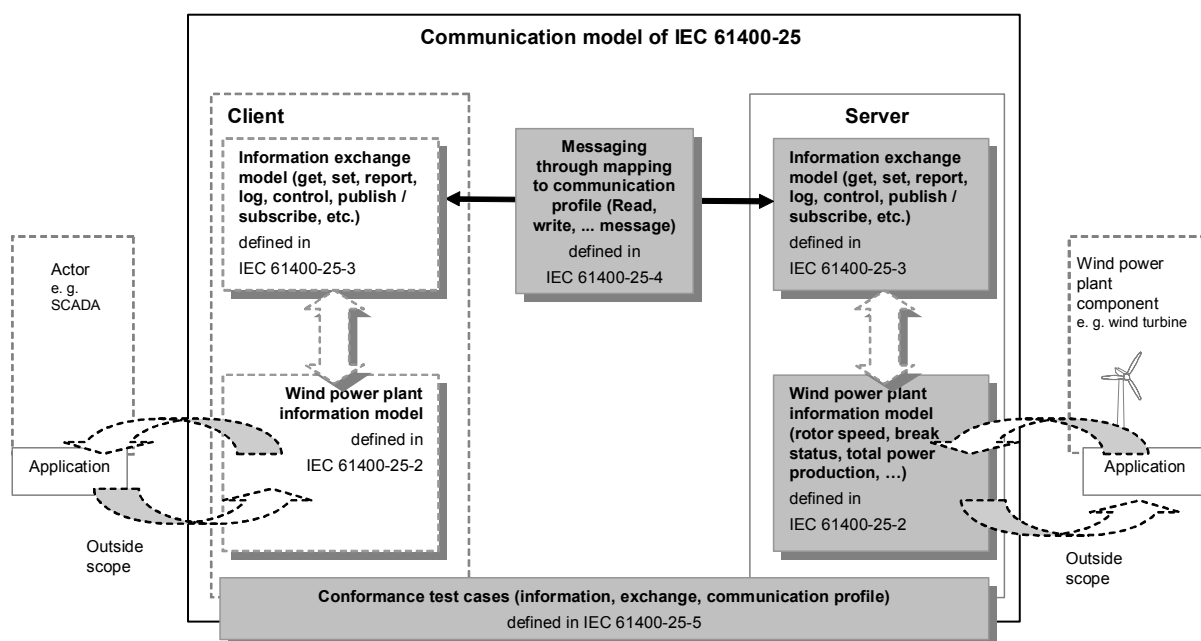 Communication model of IEC 61400-25
Client
Information exchange
model (get, set, report,
log, control, publish /
subscribe, etc.)
defined in
IEC 61400-25-3
Messaging
through mapping
to communication
profile (Read,
write, ... message)
defined in
IEC 61400-25-4
Server
Information exchange
model (get, set, report,
log, control, publish /
subscribe, etc.)
defined in
IEC 61400-25-3
Actor
e. g.
SCADA
Application
Outside
scope
Wind power plant
information model
defined in
IEC 61400-25-2
Wind power plant
information model
(rotor speed, break
status, total power
production, …)
defined in
IEC 61400-25-2
Wind power
plant
component
e. g. wind turbine
Application
Outside
scope
Conformance test cases (information, exchange, communication profile)
defined in IEC 61400-25-5